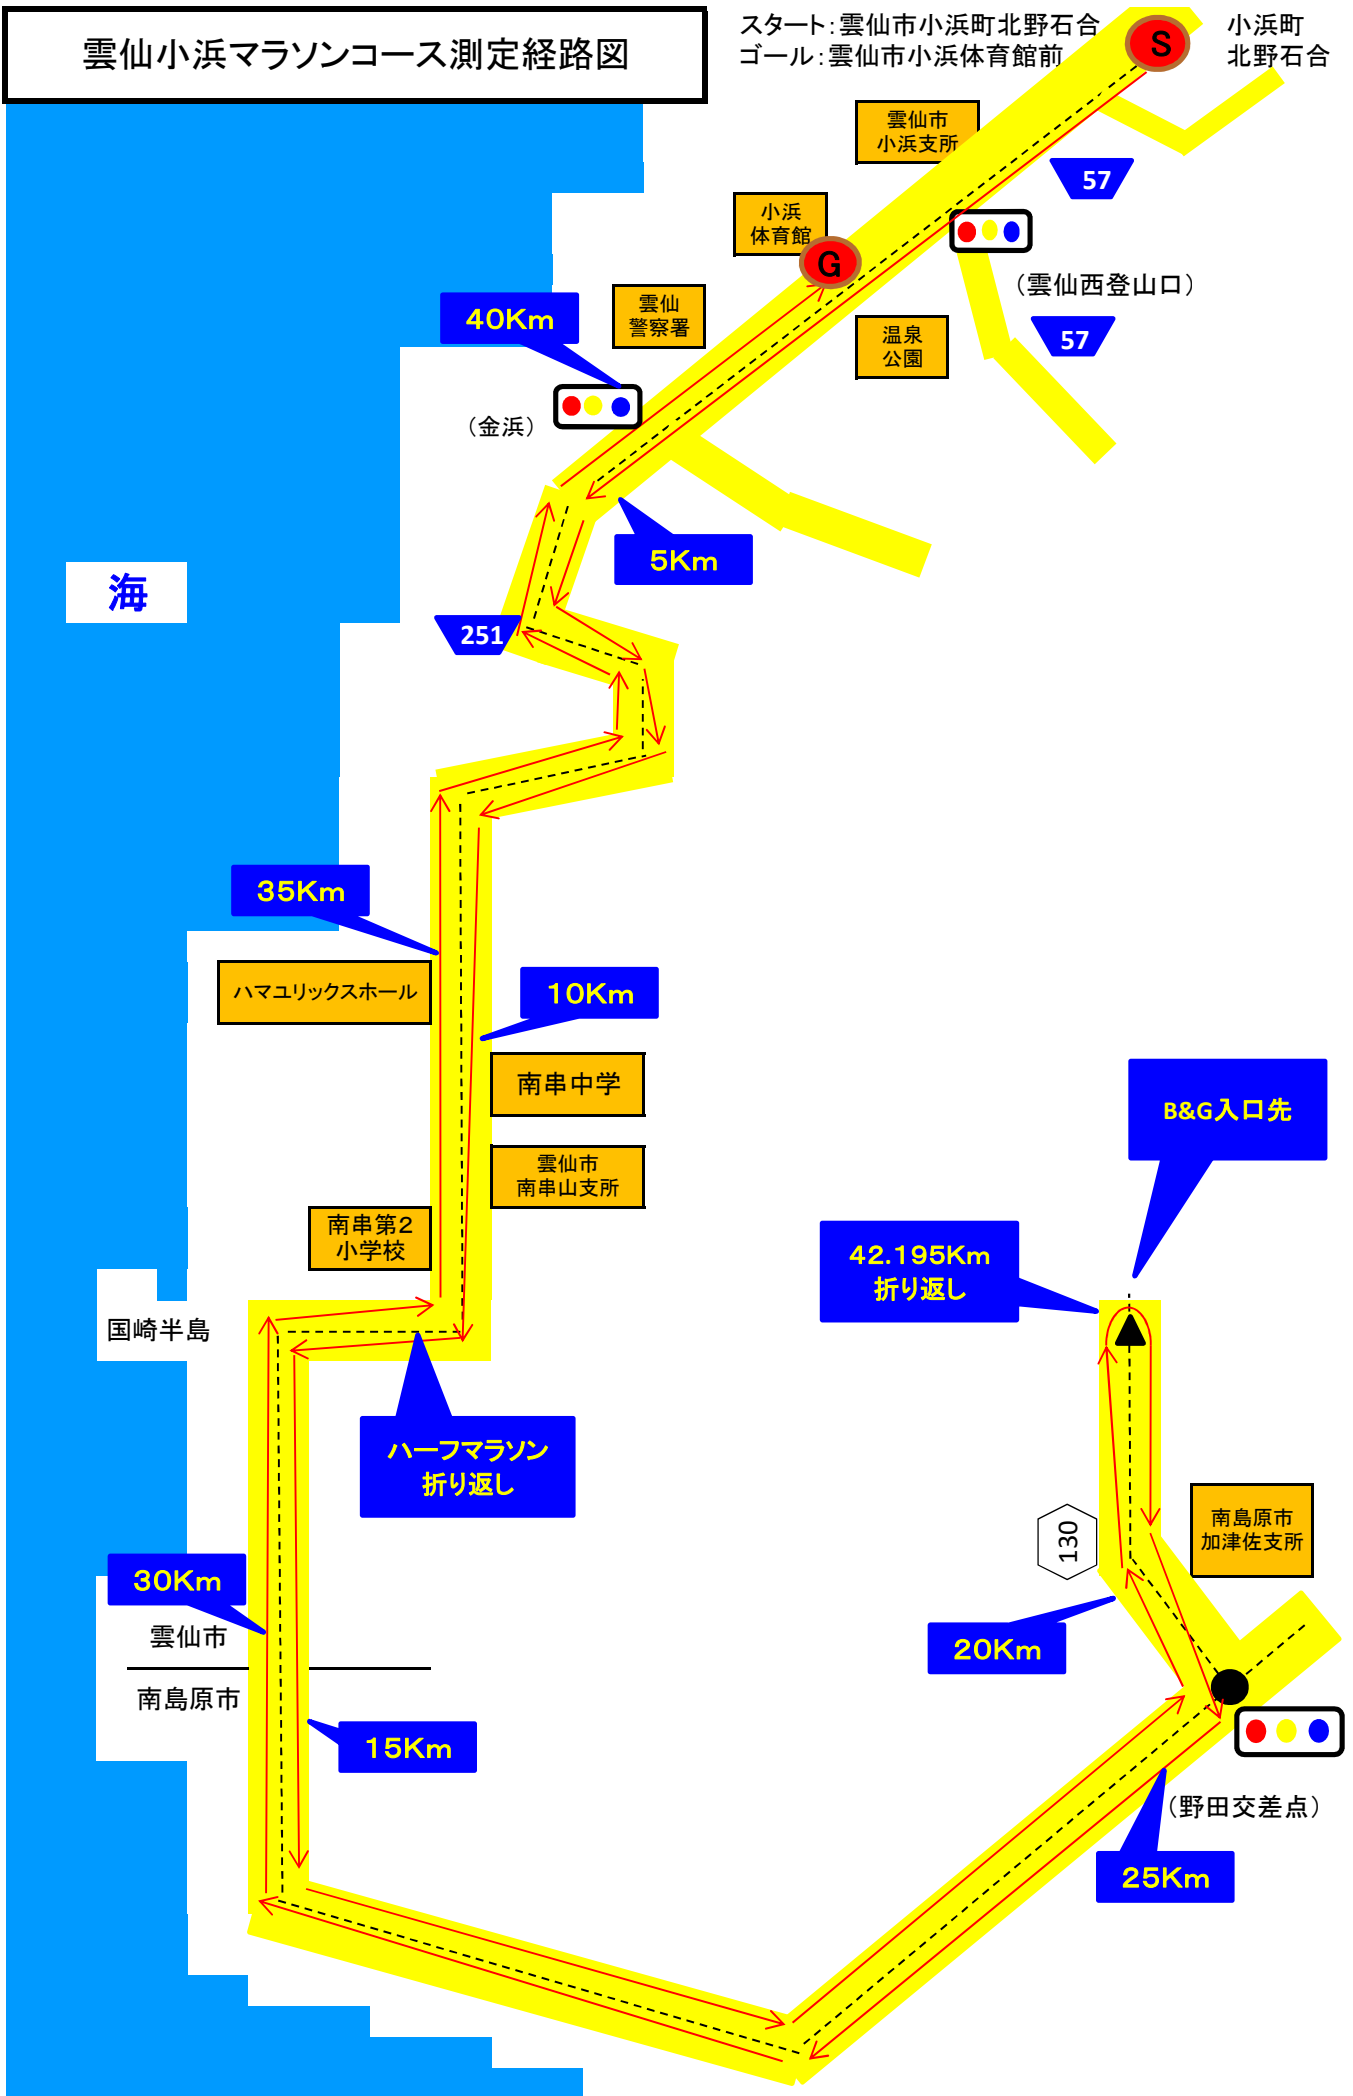 雲仙小浜マラソンコース測定経路図
スタート：雲仙市小浜町北野石合
ゴール：雲仙市小浜体育館前
S
小浜町
北野石合
雲仙市
小浜支所
57
小浜
体育館
G
（雲仙西登山口）
雲仙
警察署
40Km
温泉
公園
57
（金浜）
5Km
海
251
35Km
ハマユリックスホール
10Km
南串中学
B&G入口先
雲仙市
南串山支所
南串第2
小学校
42.195Km
折り返し
国崎半島
ハーフマラソン
折り返し
130
南島原市
加津佐支所
30Km
雲仙市
20Km
南島原市
15Km
（野田交差点）
25Km